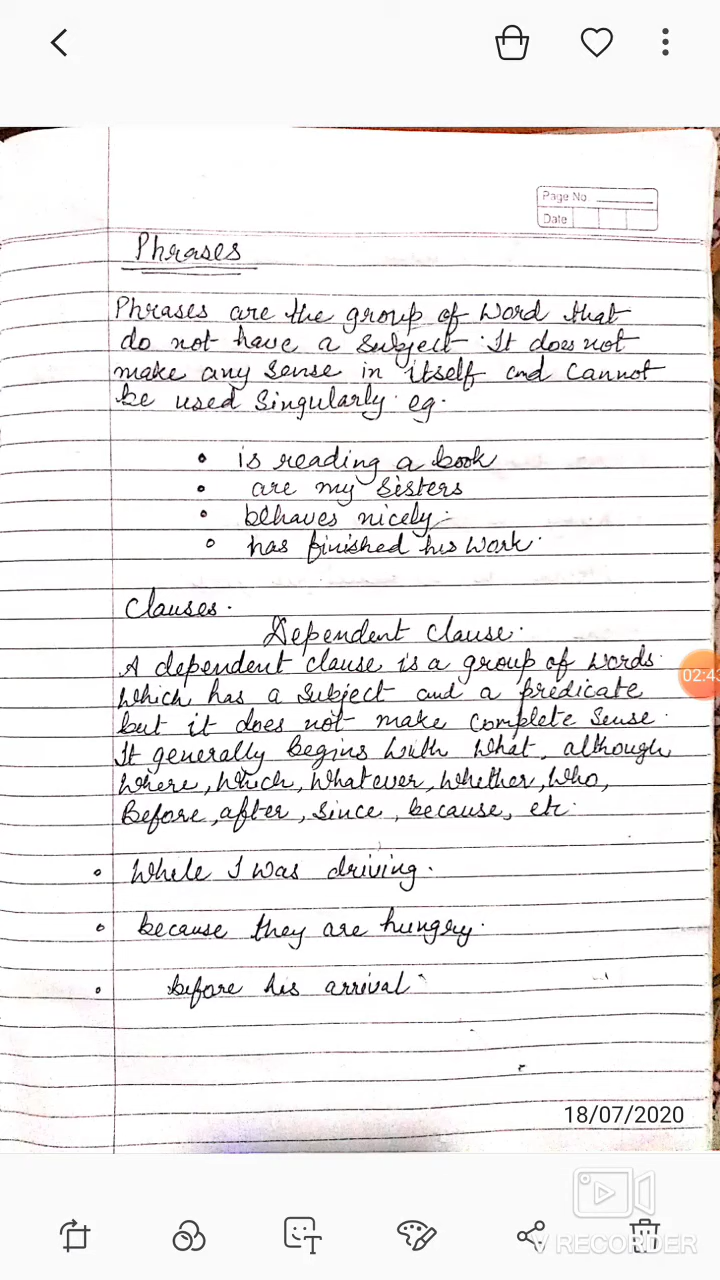 Page No
Date
Phrases
Phrases are the group of word that
do not have a subject. It does not
make any sense in itself and cannot
be used singularly. eg.
• is reading a book
• are my sisters
• behaves nicely.
• has finished his work.
Clauses.
Dependent clause.
A dependent clause is a group of words
which has a subject and a predicate
but it does not make complete sense.
It generally begins with what, although,
where, which, whatever, whether, who,
Before, after, since, because, etc.
• While I was driving.
• because they are hungry.
• before his arrival
02:43
18/07/2020
V RECORDER